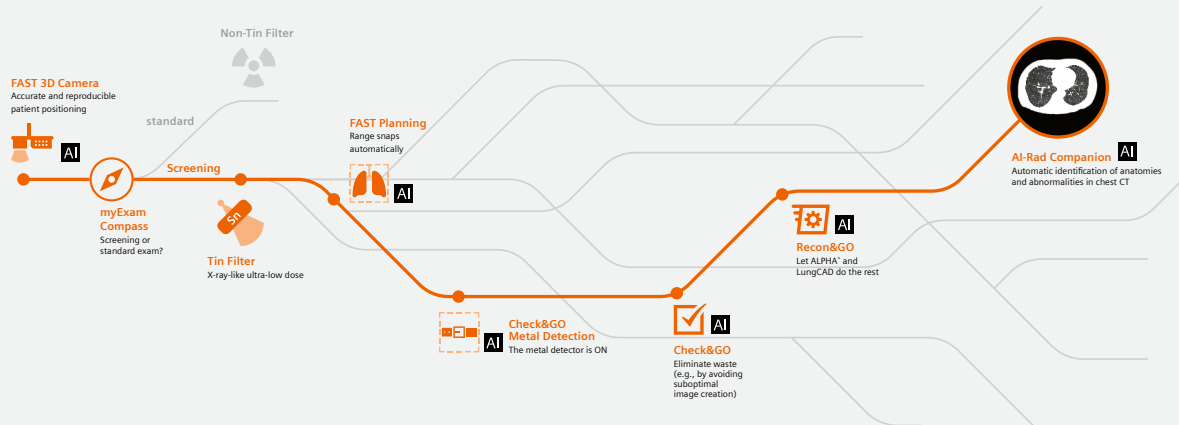 Non-Tin Filter
FAST 3D Camera
Accurate and reproducible
patient positioning
AI
standard
Screening
myExam
Compass
Screening or
standard exam?
Sn
Tin Filter
X-ray-like ultra-low dose
FAST Planning
Range snaps
automatically
AI
AI
Check&GO
Metal Detection
The metal detector is ON
AI
Check&GO
Eliminate waste
(e.g., by avoiding
suboptimal
image creation)
AI
Recon&GO
Let ALPHA* and
LungCAD do the rest
AI-Rad Companion
AI
Automatic identification of anatomies
and abnormalities in chest CT